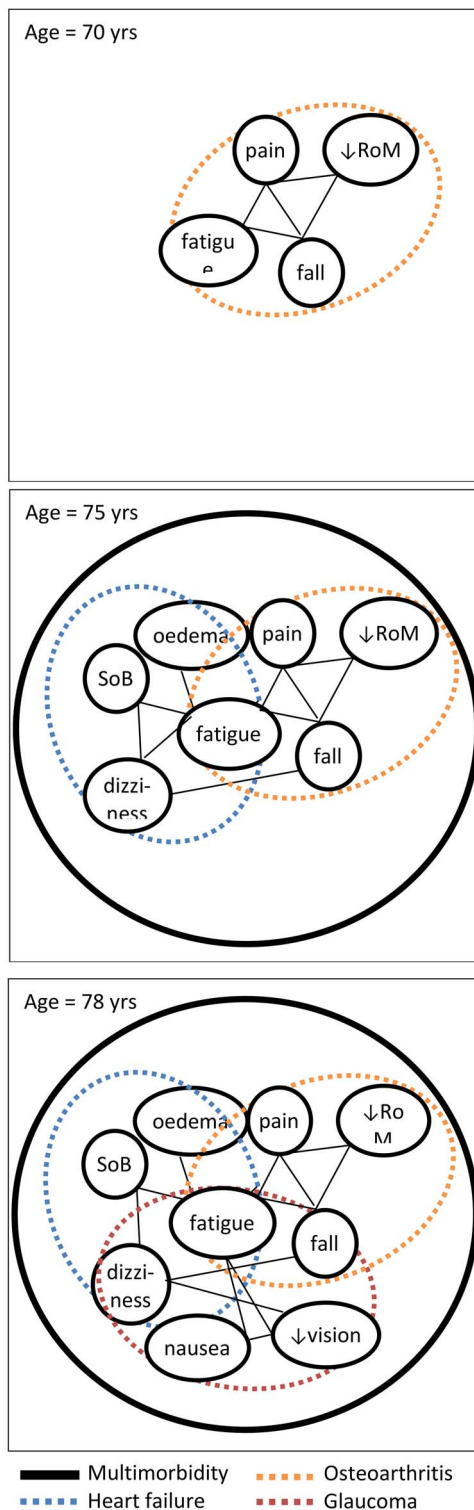 Age = 70 yrs
pain
↓RoM
fatigu
e
fall
Age = 75 yrs
oedema
pain
↓RoM
SoB
fatigue
fall
dizzi-
ness
Age = 78 yrs
oedema
pain
↓Ro
M
SoB
fatigue
fall
dizzi-
ness
nausea
↓vision
Multimorbidity
Osteoarthritis
Heart failure
Glaucoma